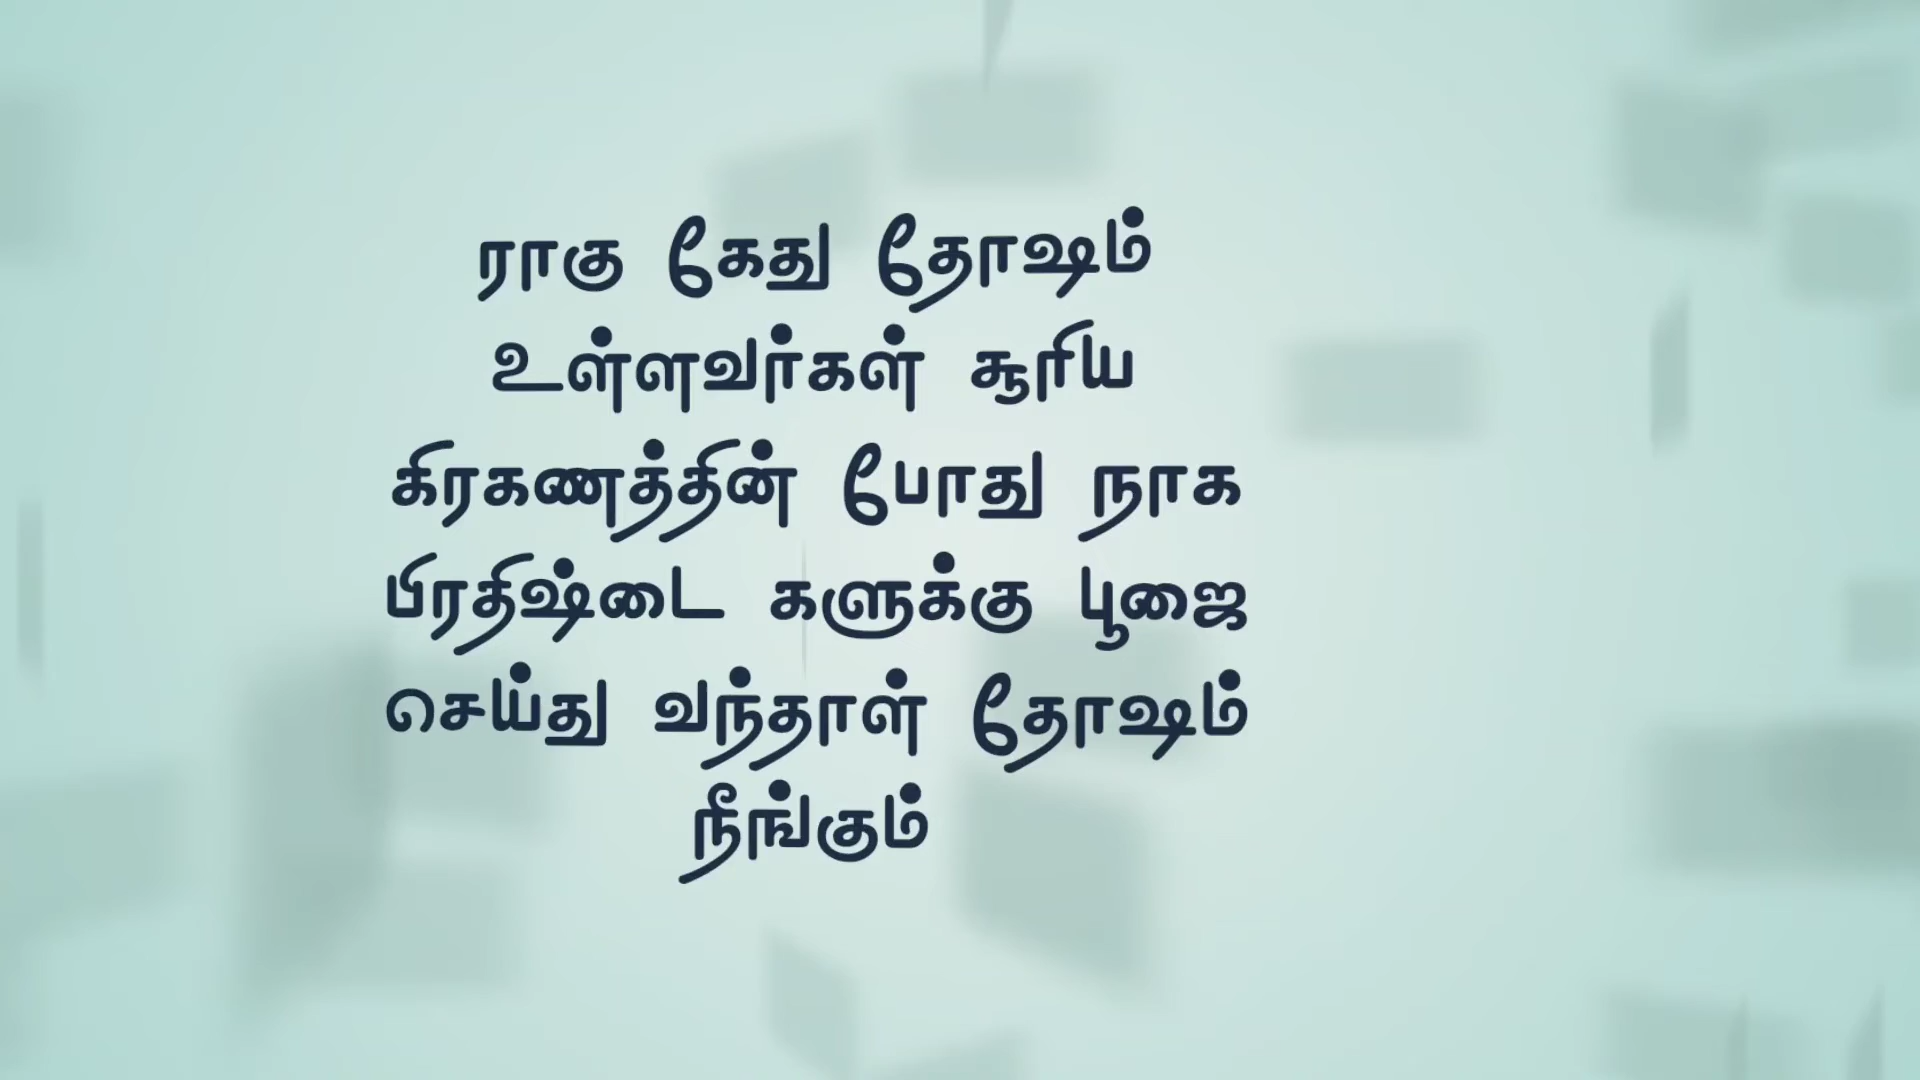 ராகு கேது தோஷம்
உள்ளவர்கள் சூரிய
கிரகணத்தின் போது நாக
பிரதிஷ்டை களுக்கு பூஜை
செய்து வந்தாள் தோஷம்
நீங்கும்